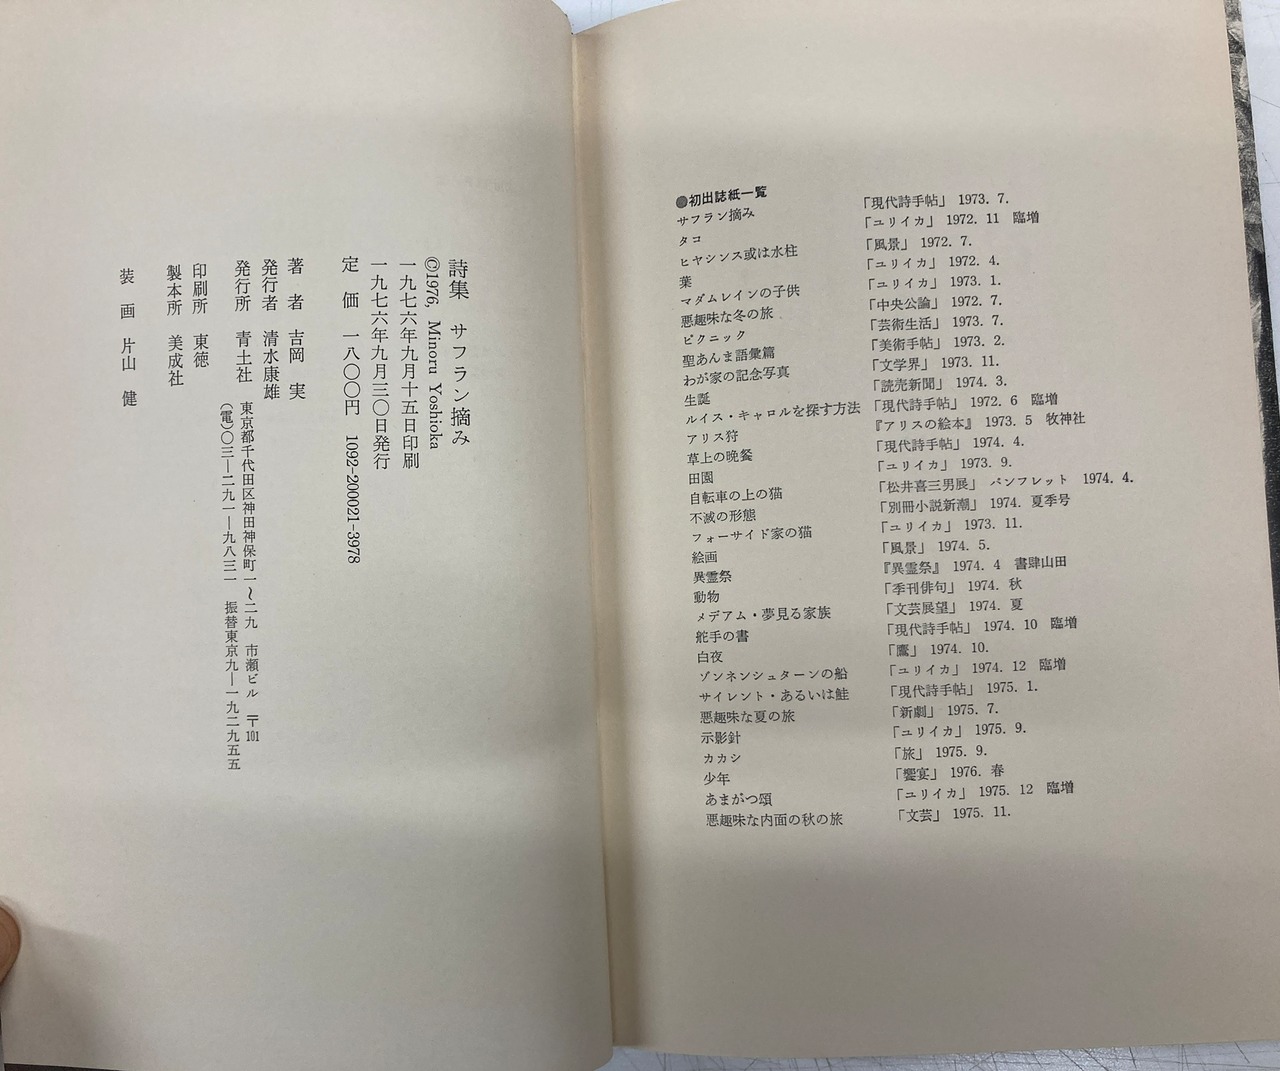 ●初出誌紙一覧
サフラン摘み 「現代詩手帖」 1973. 7.
タコ 「ユリイカ」 1972. 11 臨増
ヒヤシンス或は水柱 「風景」 1972. 7.
葉 「ユリイカ」 1972. 4.
マダムレインの子供 「ユリイカ」 1973. 1.
悪趣味な冬の旅 「中央公論」 1972. 7.
ピクニック 「芸術生活」 1973. 7.
聖あんま語彙篇 「美術手帖」 1973. 2.
わが家の記念写真 「文学界」 1973. 11.
生誕 「読売新聞」 1974. 3.
ルイス・キャロルを探す方法 「現代詩手帖」 1972. 6 臨増
アリス狩 『アリスの絵本』 1973. 5 牧神社
草上の晩餐 「現代詩手帖」 1974. 4.
田園 「ユリイカ」 1973. 9.
自転車の上の猫 「松井喜三男展」 パンフレット 1974. 4.
不滅の形態 「別冊小説新潮」 1974. 夏季号
フォーサイド家の猫 「ユリイカ」 1973. 11.
絵画 「風景」 1974. 5.
異霊祭 『異霊祭』 1974. 4 書肆山田
動物 「季刊俳句」 1974. 秋
メデアム・夢見る家族 「文芸展望」 1974. 夏
舵手の書 「現代詩手帖」 1974. 10 臨増
白夜 「鷹」 1974. 10.
ゾンネンシュターンの船 「ユリイカ」 1974. 12 臨増
サイレント・あるいは鮭 「現代詩手帖」 1975. 1.
悪趣味な夏の旅 「新劇」 1975. 7.
示影針 「ユリイカ」 1975. 9.
カカシ 「旅」 1975. 9.
少年 「饗宴」 1976. 春
あまがつ頌 「ユリイカ」 1975. 12 臨増
悪趣味な内面の秋の旅 「文芸」 1975. 11.
詩集 サフラン摘み
©1976, Minoru Yoshioka
一九七六年九月十五日印刷
一九七六年九月三〇日発行
定 価 一八〇〇円 1092-200021-3978
著 者 吉岡 実
発行者 清水康雄
発行所 青土社 東京都千代田区神田神保町一〜二九 市瀬ビル 〒101
(電)〇三―二九一―九八三一 振替東京九―一九二九五五
印刷所 東徳
製本所 美成社
装 画 片山 健